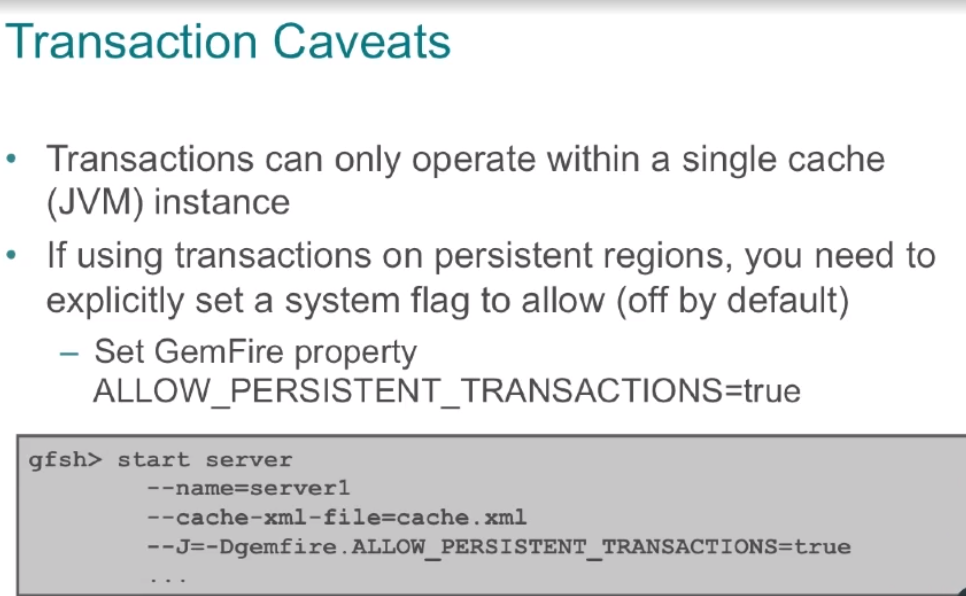 Transaction Caveats
• Transactions can only operate within a single cache
(JVM) instance
• If using transactions on persistent regions, you need to
explicitly set a system flag to allow (off by default)
– Set GemFire property
ALLOW_PERSISTENT_TRANSACTIONS=true
gfsh> start server
--name=server1
--cache-xml-file=cache.xml
--J=-Dgemfire.ALLOW_PERSISTENT_TRANSACTIONS=true
...